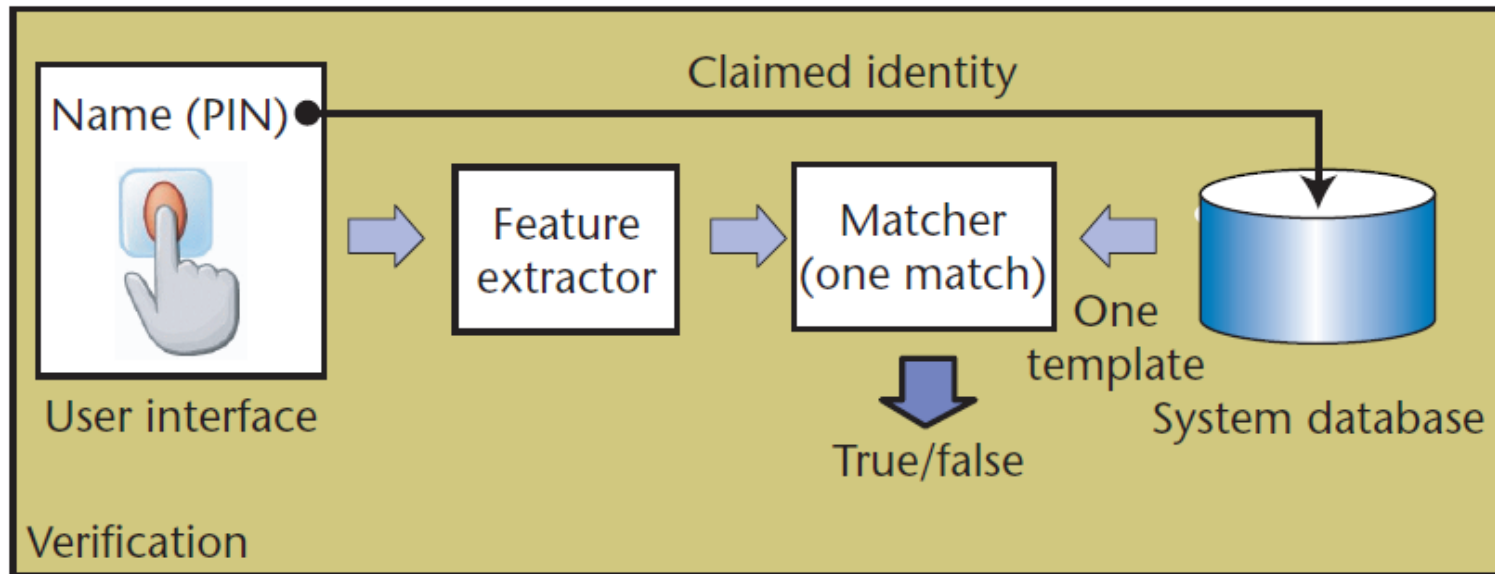 Claimed identity
Name (PIN)
Feature
extractor
Matcher
(one match)
One
template
User interface
System database
True/false
Verification